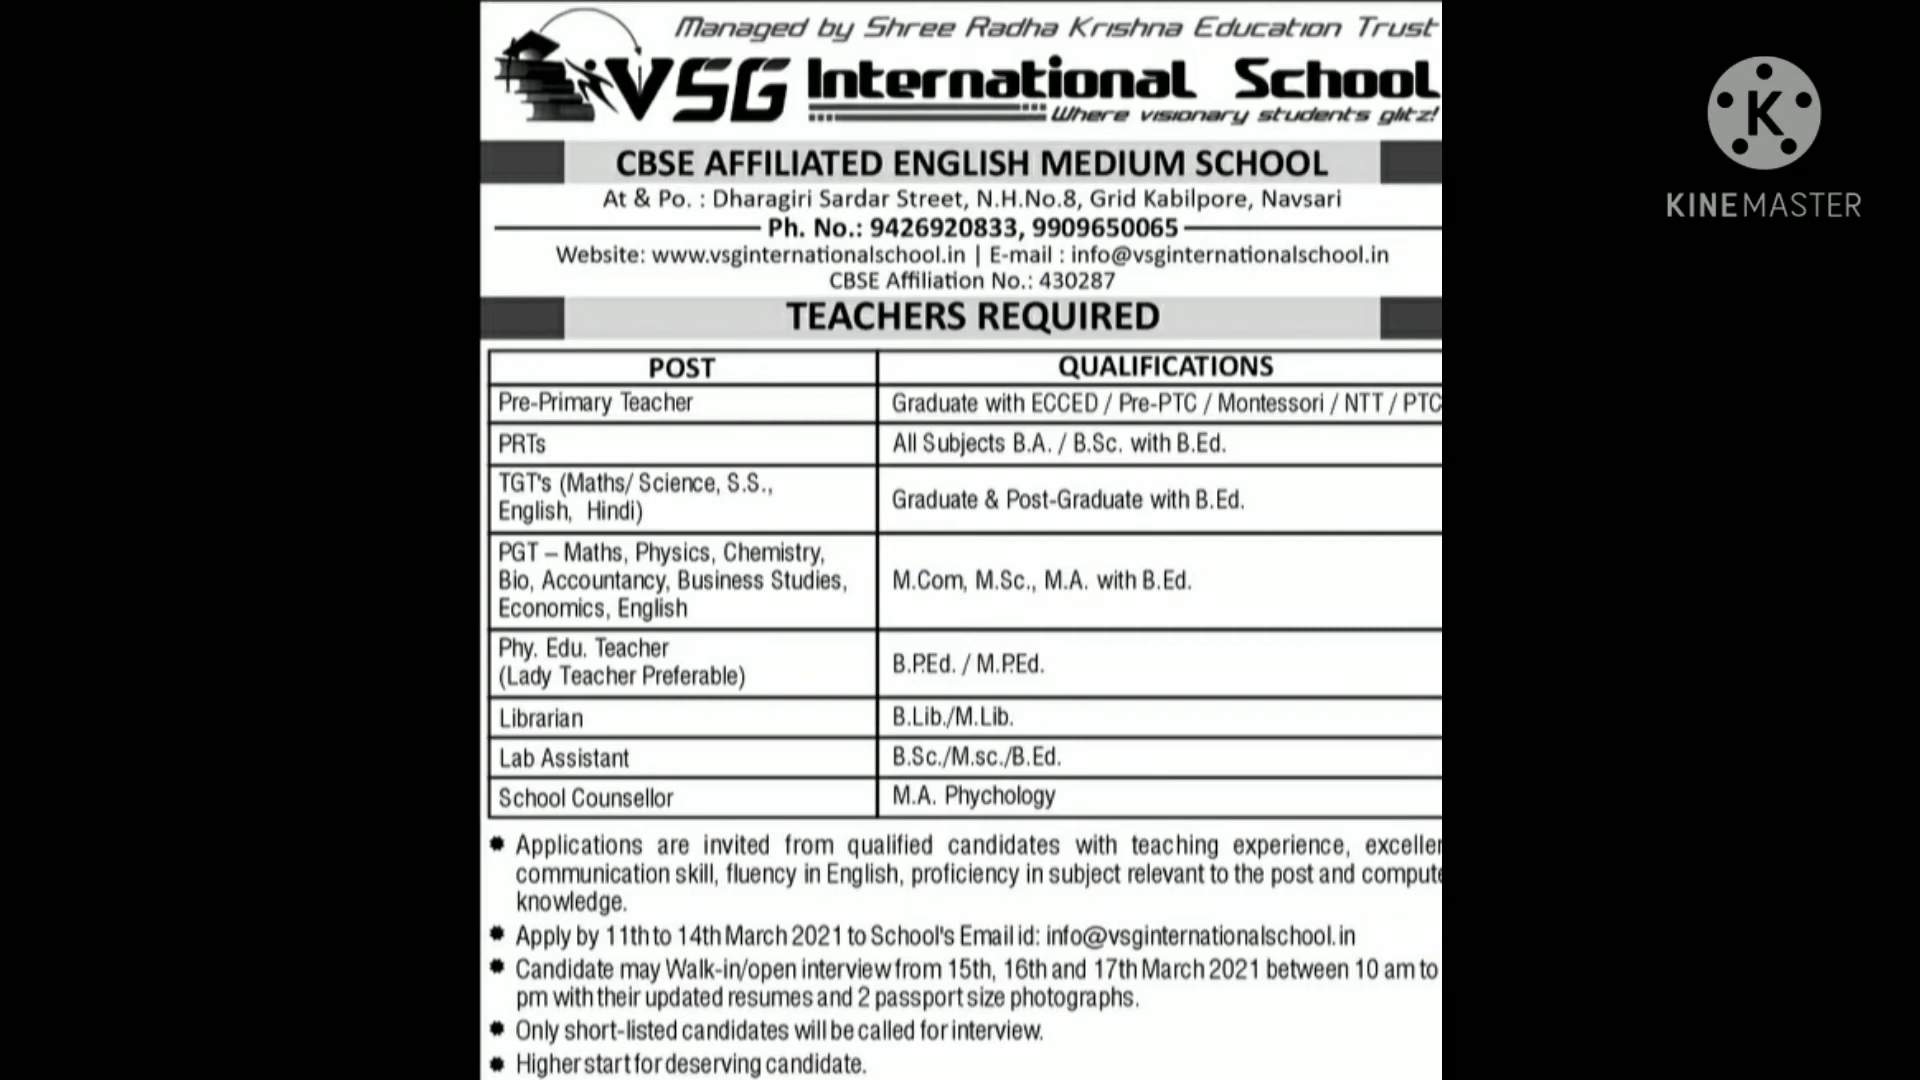 Managed by Shree Radha Krishna Education Trust
VSG International School
Where visionary students glitz!
CBSE AFFILIATED ENGLISH MEDIUM SCHOOL
At & Po. : Dharagiri Sardar Street, N.H.No.8, Grid Kabilpore, Navsari
Ph. No.: 9426920833, 9909650065
Website: www.vsginternationalschool.in | E-mail : info@vsginternationalschool.in
CBSE Affiliation No.: 430287
TEACHERS REQUIRED
POST QUALIFICATIONS
Pre-Primary Teacher Graduate with ECCED / Pre-PTC / Montessori / NTT / PTC
PRTs All Subjects B.A. / B.Sc. with B.Ed.
TGT's (Maths/ Science, S.S.,
English, Hindi)
Graduate & Post-Graduate with B.Ed.
PGT – Maths, Physics, Chemistry,
Bio, Accountancy, Business Studies,
Economics, English
M.Com, M.Sc., M.A. with B.Ed.
Phy. Edu. Teacher
(Lady Teacher Preferable)
B.P.Ed. / M.P.Ed.
Librarian B.Lib./M.Lib.
Lab Assistant B.Sc./M.sc./B.Ed.
School Counsellor M.A. Phychology
Applications are invited from qualified candidates with teaching experience,
communication skill, fluency in English, proficiency in subject relevant to the post and
knowledge.
Apply by 11th to 14th March 2021 to School's Email id: info@vsginternationalschool.in
Candidate may Walk-in/open interview from 15th, 16th and 17th March 2021 between 10 am to
pm with their updated resumes and 2 passport size photographs.
Only short-listed candidates will be called for interview.
Higher start for deserving candidate.
K
KINEMASTER